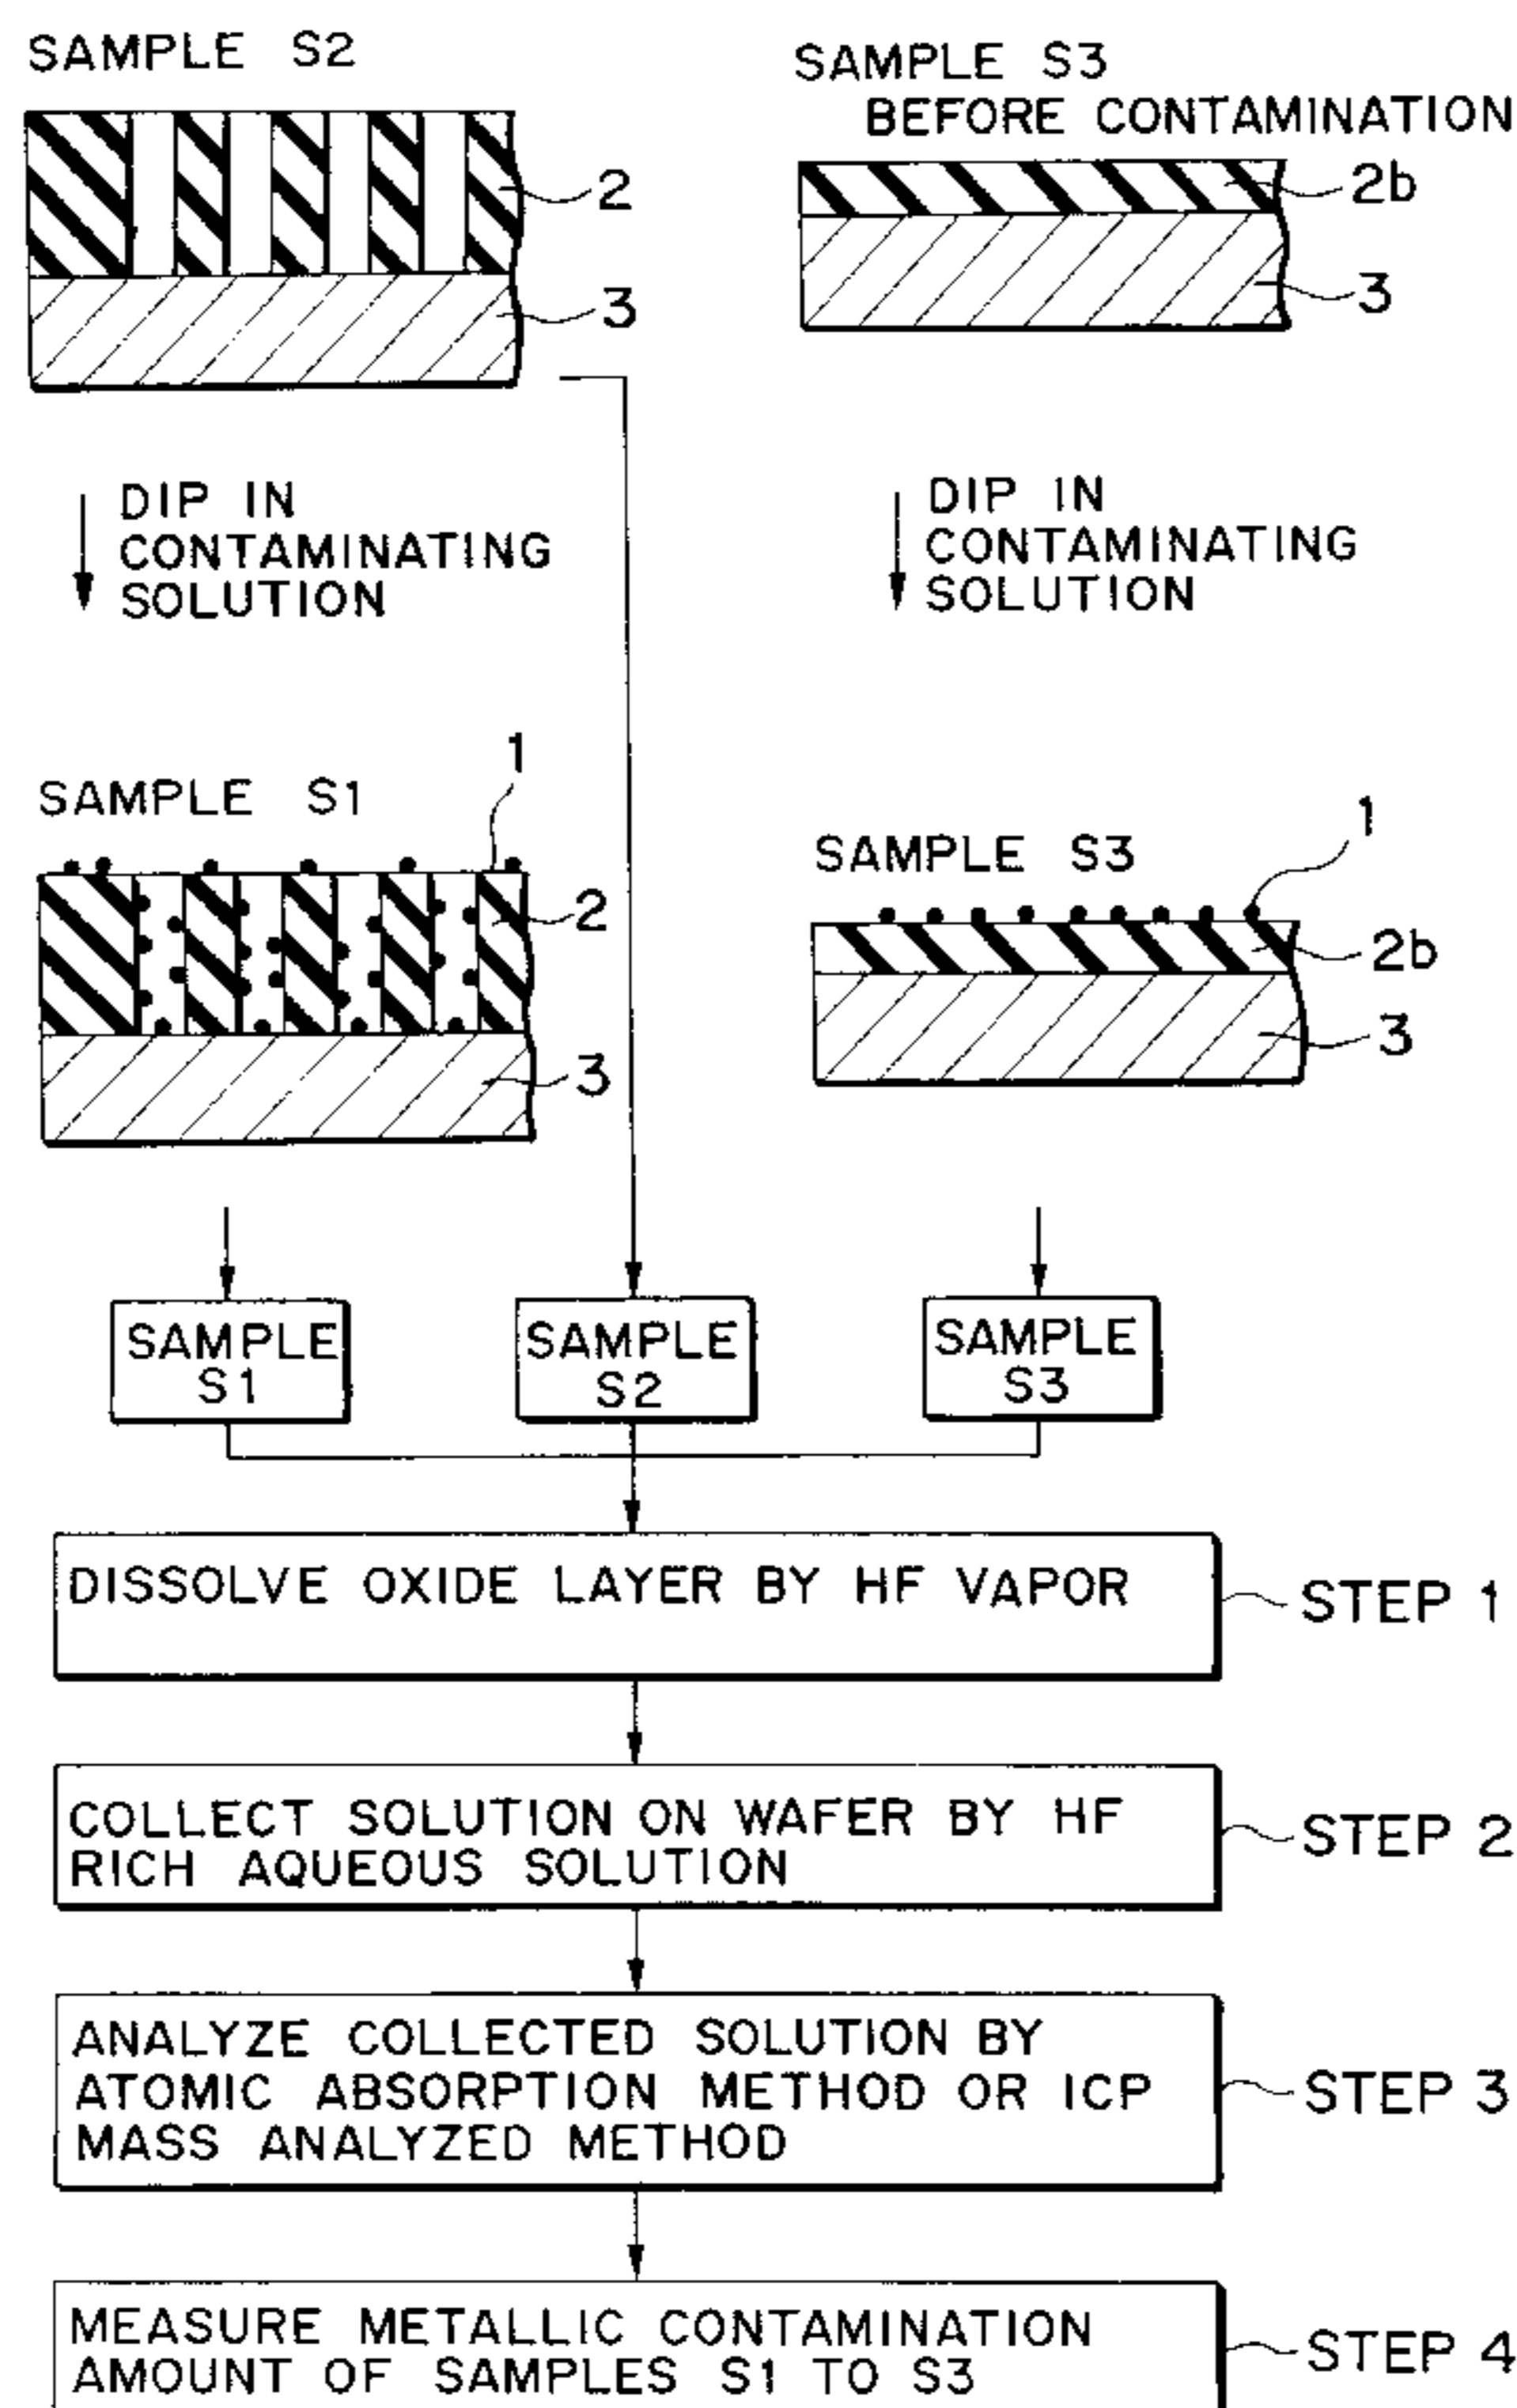 SAMPLE S2
2
3
SAMPLE S3
BEFORE CONTAMINATION
2b
3
DIP IN
CONTAMINATING
SOLUTION
DIP IN
CONTAMINATING
SOLUTION
SAMPLE S1
1
2
3
SAMPLE S3
1
2b
3
SAMPLE
S1
SAMPLE
S2
SAMPLE
S3
DISSOLVE OXIDE LAYER BY HF VAPOR
STEP 1
COLLECT SOLUTION ON WAFER BY HF
RICH AQUEOUS SOLUTION
STEP 2
ANALYZE COLLECTED SOLUTION BY
ATOMIC ABSORPTION METHOD OR ICP
MASS ANALYZED METHOD
STEP 3
MEASURE METALLIC CONTAMINATION
AMOUNT OF SAMPLES S1 TO S3
STEP 4